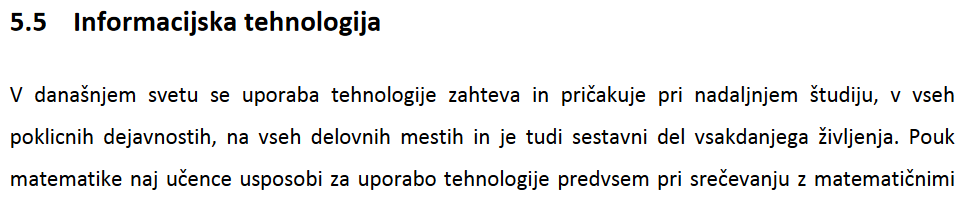 5.5 Informacijska tehnologija
V današnjem svetu se uporaba tehnologije zahteva in pričakuje pri nadaljnjem študiju, v vseh
poklicnih dejavnostih, na vseh delovnih mestih in je tudi sestavni del vsakdanjega življenja. Pouk
matematike naj učence usposobi za uporabo tehnologije predvsem pri srečevanju z matematičnimi